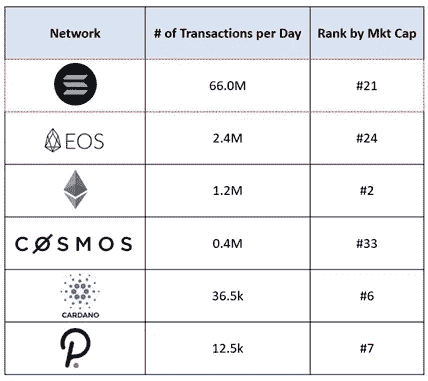 Network # of Transactions per Day Rank by Mkt Cap
66.0M #21
EOS 2.4M #24
1.2M #2
COSMOS 0.4M #33
CARDANO 36.5k #6
12.5k #7